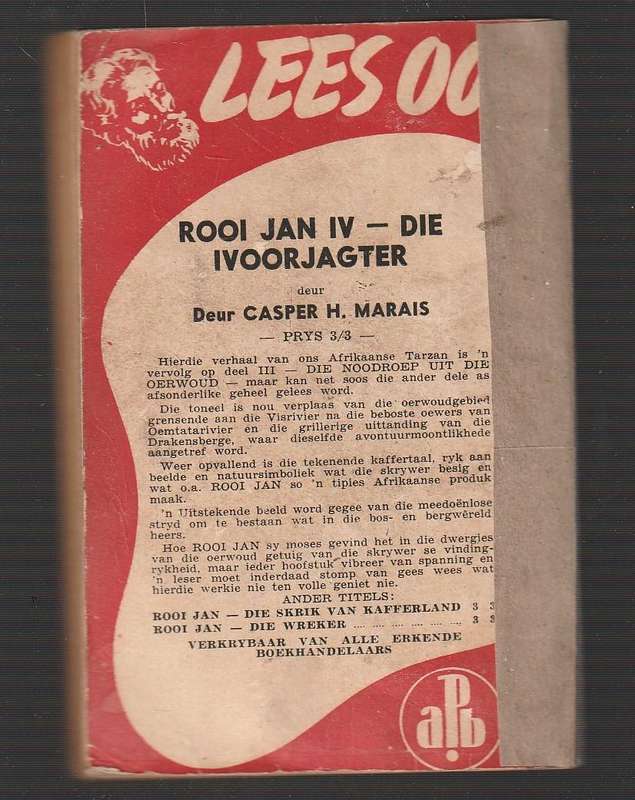 LEES OO
ROOI JAN IV — DIE
IVOORJAGTER
deur
Deur CASPER H. MARAIS
— PRYS 3/3 —
Hierdie verhaal van ons Afrikaanse Tarzan is 'n
vervolg op deel III — DIE NOODROEP UIT DIE
OERWOUD — maar kan net soos die ander dele as
afsonderlike geheel gelees word.
Die toneel is nou verplaas van die oerwoudgebied
grensende aan die Visrivier na die beboste oewers van
Oemtatarivier en die grillerige uittanding van die
Drakensberge, waar dieselfde avontuurmoontlikhede
aangetref word.
Weer opvallend is die tekenende kaffertaal, ryk aan
beelde en natuursimboliek wat die skrywer besig en
wat o.a. ROOI JAN so 'n tipies Afrikaanse produk
maak.
'n Uitstekende beeld word gegee van die meedoënlose
stryd om te bestaan wat in die bos- en bergwêreld
heers.
Hoe ROOI JAN sy moses gevind het in die dwergies
van die oerwoud getuig van die skrywer se vinding-
rykheid, maar ieder hoofstuk vibreer van spanning en
'n leser moet inderdaad stomp van gees wees wat
hierdie werkie nie ten volle geniet nie.
ANDER TITELS:
ROOI JAN — DIE SKRIK VAN KAFFERLAND 3 3
ROOI JAN — DIE WREKER .... .... .... .... .... .... ...., 3 3
VERKRYBAAR VAN ALLE ERKENDE
BOEKHANDELAARS
aPb